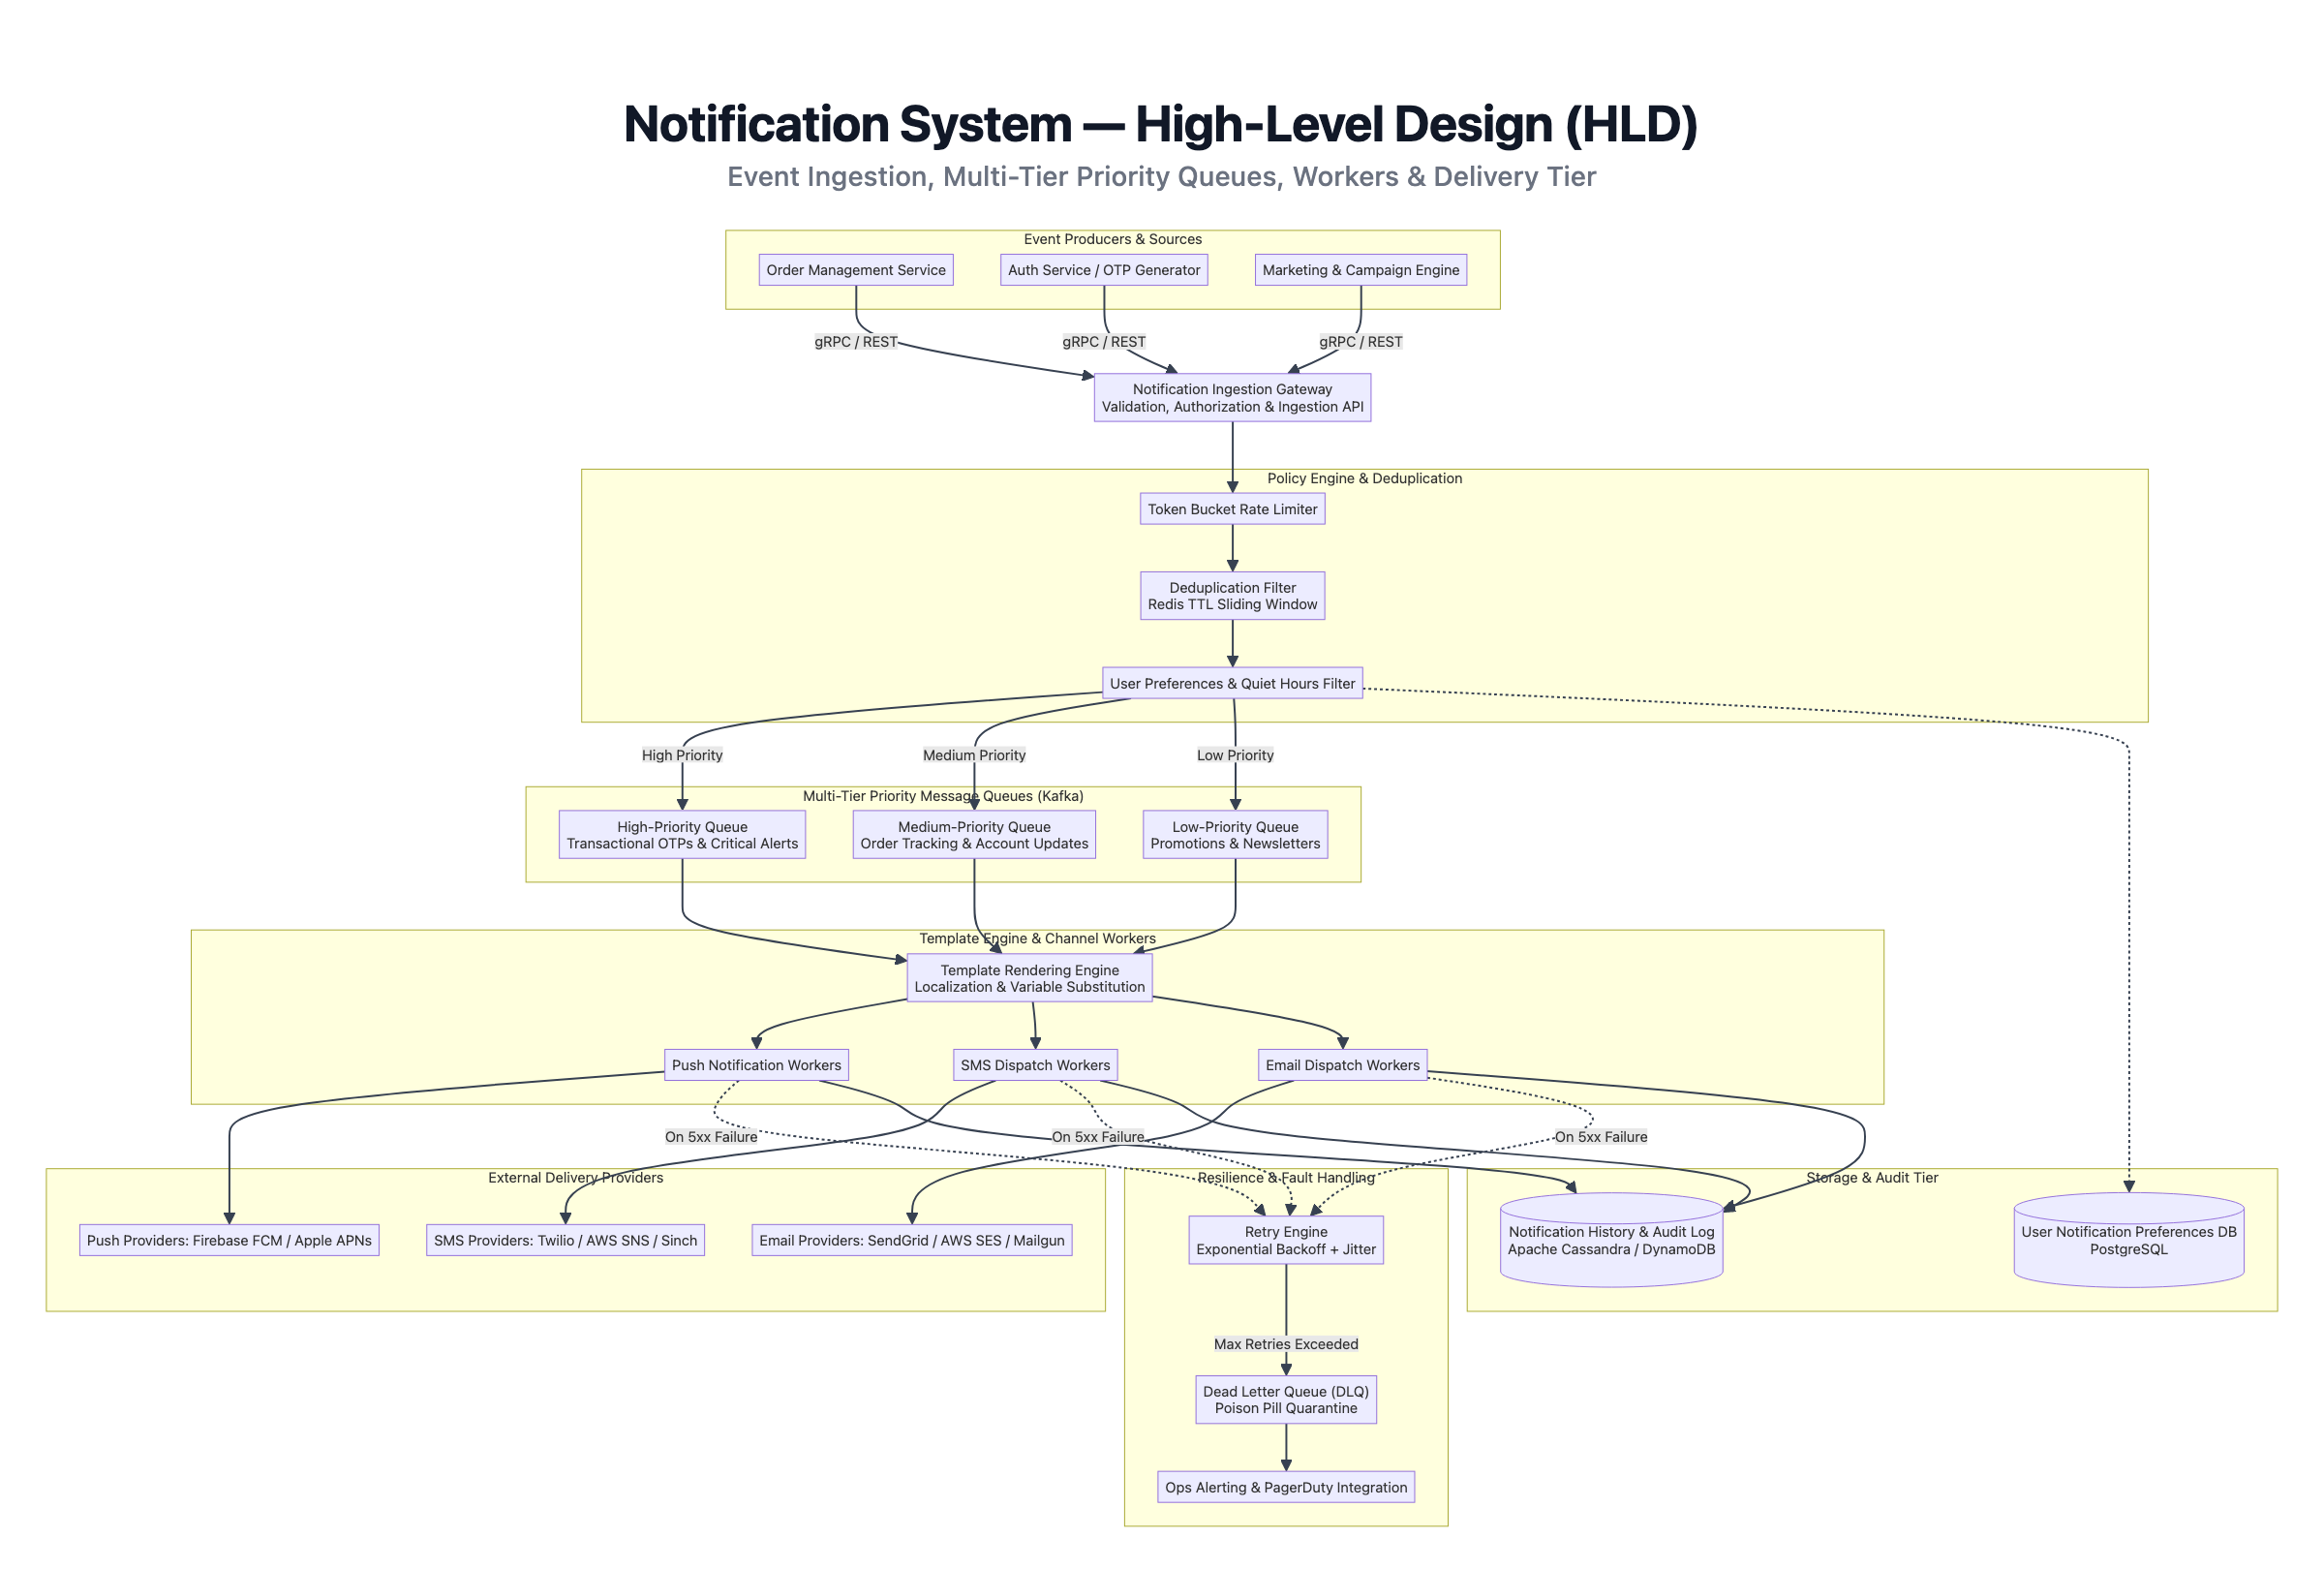 Notification System — High-Level Design (HLD)
Event Ingestion, Multi-Tier Priority Queues, Workers & Delivery Tier
Event Producers & Sources
Order Management Service
Auth Service / OTP Generator
Marketing & Campaign Engine
gRPC / REST
gRPC / REST
gRPC / REST
Notification Ingestion Gateway
Validation, Authorization & Ingestion API
Policy Engine & Deduplication
Token Bucket Rate Limiter
Deduplication Filter
Redis TTL Sliding Window
User Preferences & Quiet Hours Filter
High Priority
Medium Priority
Low Priority
Multi-Tier Priority Message Queues (Kafka)
High-Priority Queue
Transactional OTPs & Critical Alerts
Medium-Priority Queue
Order Tracking & Account Updates
Low-Priority Queue
Promotions & Newsletters
Template Engine & Channel Workers
Template Rendering Engine
Localization & Variable Substitution
Push Notification Workers
SMS Dispatch Workers
Email Dispatch Workers
On 5xx Failure
On 5xx Failure
On 5xx Failure
External Delivery Providers
Push Providers: Firebase FCM / Apple APNs
SMS Providers: Twilio / AWS SNS / Sinch
Email Providers: SendGrid / AWS SES / Mailgun
Resilience & Fault Handling
Retry Engine
Exponential Backoff + Jitter
Max Retries Exceeded
Dead Letter Queue (DLQ)
Poison Pill Quarantine
Ops Alerting & PagerDuty Integration
Storage & Audit Tier
Notification History & Audit Log
Apache Cassandra / DynamoDB
User Notification Preferences DB
PostgreSQL